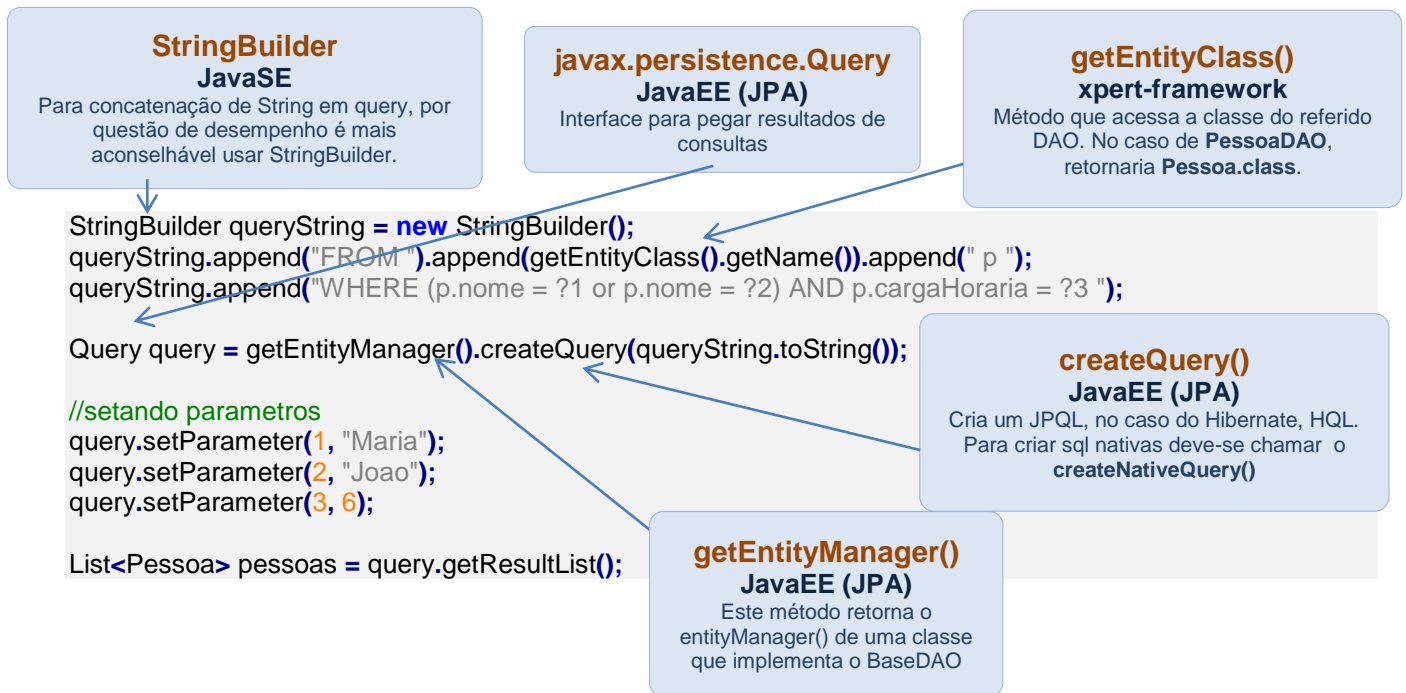 StringBuilder
JavaSE
Para concatenação de String em query, por
questão de desempenho é mais
aconselhável usar StringBuilder.
javax.persistence.Query
JavaEE (JPA)
Interface para pegar resultados de
consultas
getEntityClass()
xpert-framework
Método que acessa a classe do referido
DAO. No caso de PessoaDAO,
retornaria Pessoa.class.
StringBuilder queryString = new StringBuilder();
queryString.append("FROM ").append(getEntityClass().getName()).append(" p ");
queryString.append("WHERE (p.nome = ?1 or p.nome = ?2) AND p.cargaHoraria = ?3 ");
Query query = getEntityManager().createQuery(queryString.toString());
//setando parametros
query.setParameter(1, "Maria");
query.setParameter(2, "Joao");
query.setParameter(3, 6);
List<Pessoa> pessoas = query.getResultList();
createQuery()
JavaEE (JPA)
Cria um JPQL, no caso do Hibernate, HQL.
Para criar sql nativas deve-se chamar o
createNativeQuery()
getEntityManager()
JavaEE (JPA)
Este método retorna o
entityManager() de uma classe
que implementa o BaseDAO